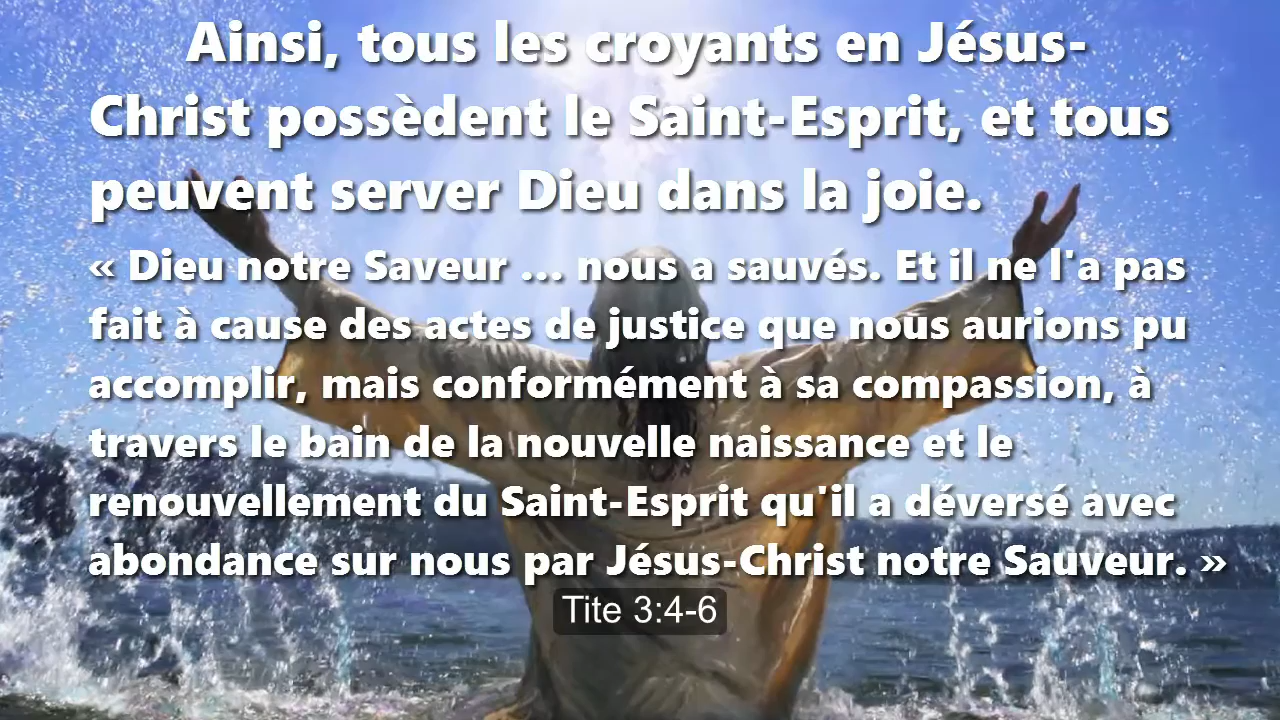 Ainsi, tous les croyants en Jésus-
Christ possèdent le Saint-Esprit, et tous
peuvent server Dieu dans la joie.
« Dieu notre Saveur ... nous a sauvés. Et il ne l'a pas
fait à cause des actes de justice que nous aurions pu
accomplir, mais conformément à sa compassion, à
travers le bain de la nouvelle naissance et le
renouvellement du Saint-Esprit qu'il a déversé avec
abondance sur nous par Jésus-Christ notre Sauveur. »
Tite 3:4-6